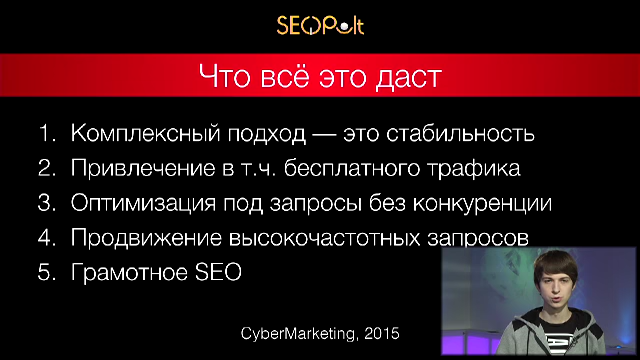 SEOPult
Что всё это даст
1. Комплексный подход — это стабильность
2. Привлечение в т.ч. бесплатного трафика
3. Оптимизация под запросы без конкуренции
4. Продвижение высокочастотных запросов
5. Грамотное SEO
CyberMarketing, 2015